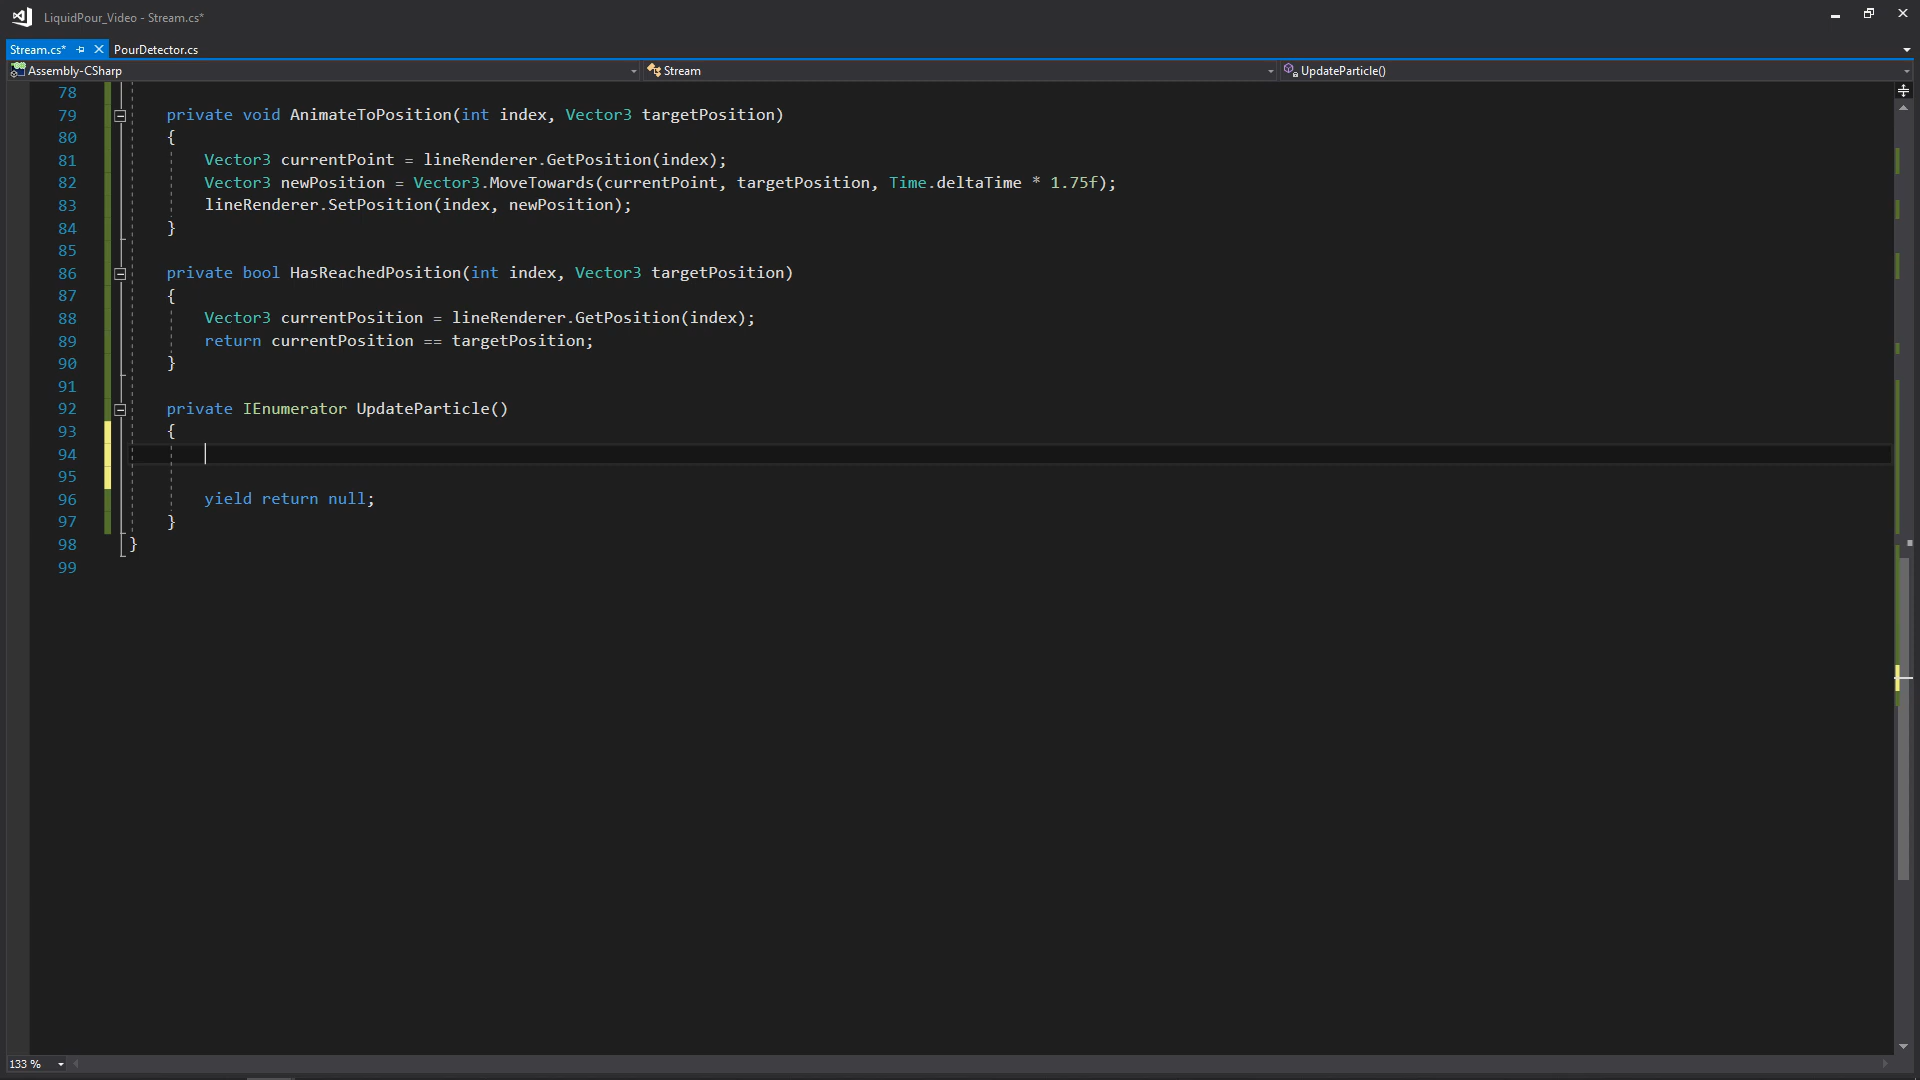 LiquidPour_Video - Stream.cs*
Stream.cs* PourDetector.cs
Assembly-CSharp Stream UpdateParticle()
78
79 private void AnimateToPosition(int index, Vector3 targetPosition)
80 {
81 Vector3 currentPoint = lineRenderer.GetPosition(index);
82 Vector3 newPosition = Vector3.MoveTowards(currentPoint, targetPosition, Time.deltaTime * 1.75f);
83 lineRenderer.SetPosition(index, newPosition);
84 }
85
86 private bool HasReachedPosition(int index, Vector3 targetPosition)
87 {
88 Vector3 currentPosition = lineRenderer.GetPosition(index);
89 return currentPosition == targetPosition;
90 }
91
92 private IEnumerator UpdateParticle()
93 {
94
95
96 yield return null;
97 }
98 }
99
133 %